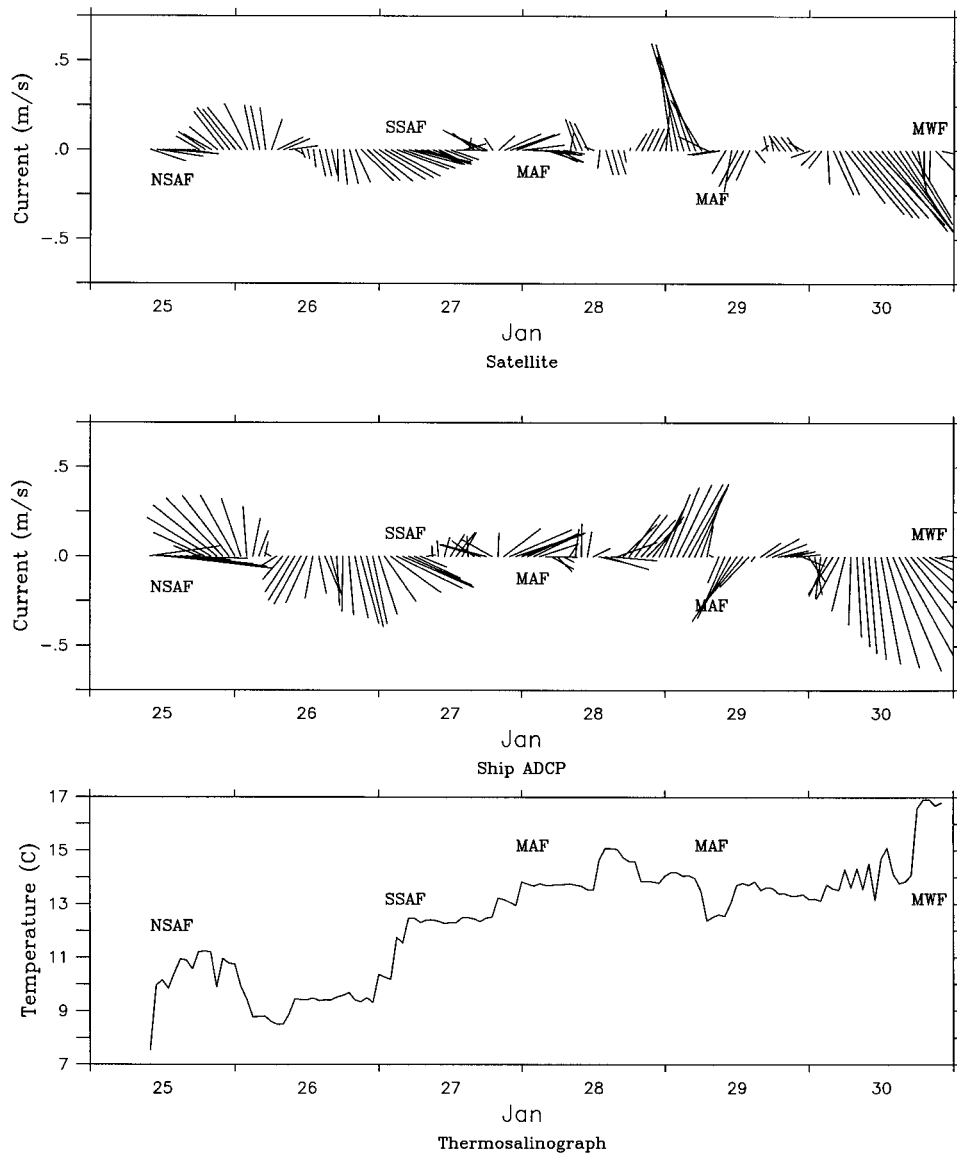 Current (m/s)
.5
.0
−.5
NSAF
SSAF
MAF
MAF
MWF
25 26 27 28 29 30
Jan
Satellite
Current (m/s)
.5
.0
−.5
NSAF
SSAF
MAF
MAF
MWF
25 26 27 28 29 30
Jan
Ship ADCP
Temperature (C)
17
15
13
11
9
7
NSAF
SSAF
MAF
MAF
MWF
25 26 27 28 29 30
Jan
Thermosalinograph